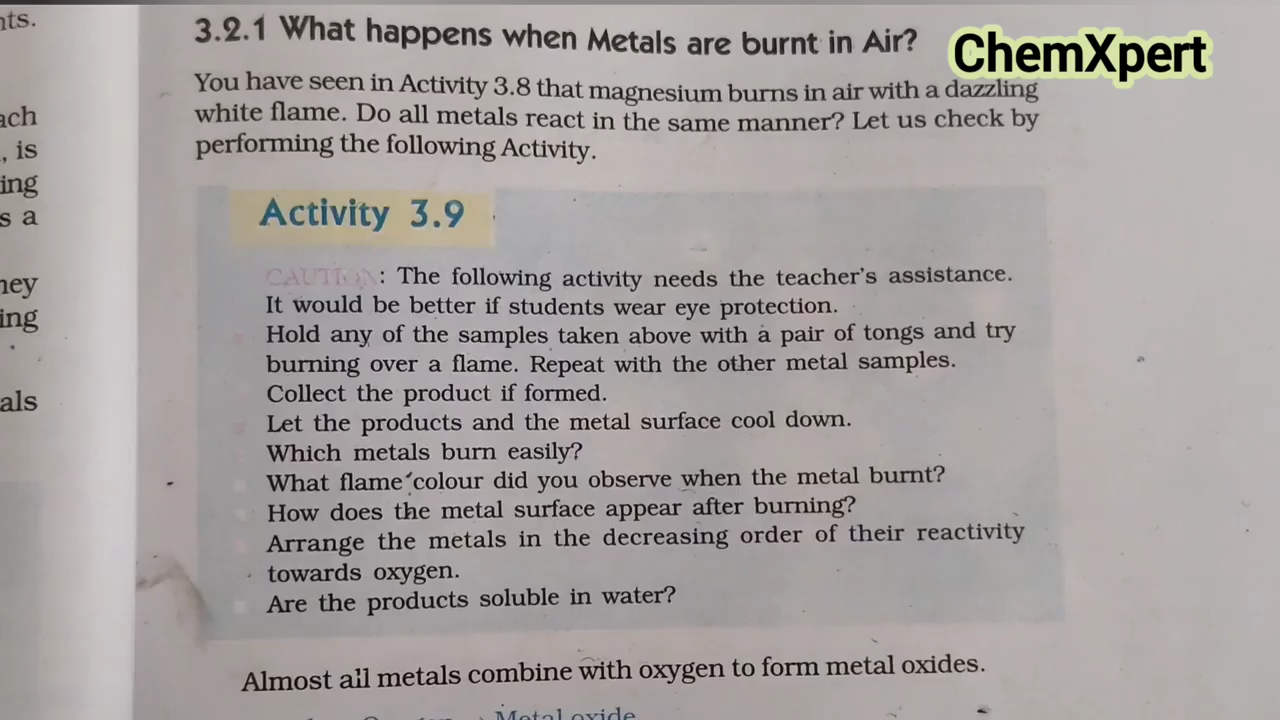 nts.
ach
, is
ing
s a
ney
ing
als
3.2.1 What happens when Metals are burnt in Air?
ChemXpert
You have seen in Activity 3.8 that magnesium burns in air with a dazzling
white flame. Do all metals react in the same manner? Let us check by
performing the following Activity.
Activity 3.9
CAUTION: The following activity needs the teacher's assistance.
It would be better if students wear eye protection.
Hold any of the samples taken above with a pair of tongs and try
burning over a flame. Repeat with the other metal samples.
Collect the product if formed.
Let the products and the metal surface cool down.
Which metals burn easily?
What flame colour did you observe when the metal burnt?
How does the metal surface appear after burning?
Arrange the metals in the decreasing order of their reactivity
towards oxygen.
Are the products soluble in water?
Almost all metals combine with oxygen to form metal oxides.
Metal oxide